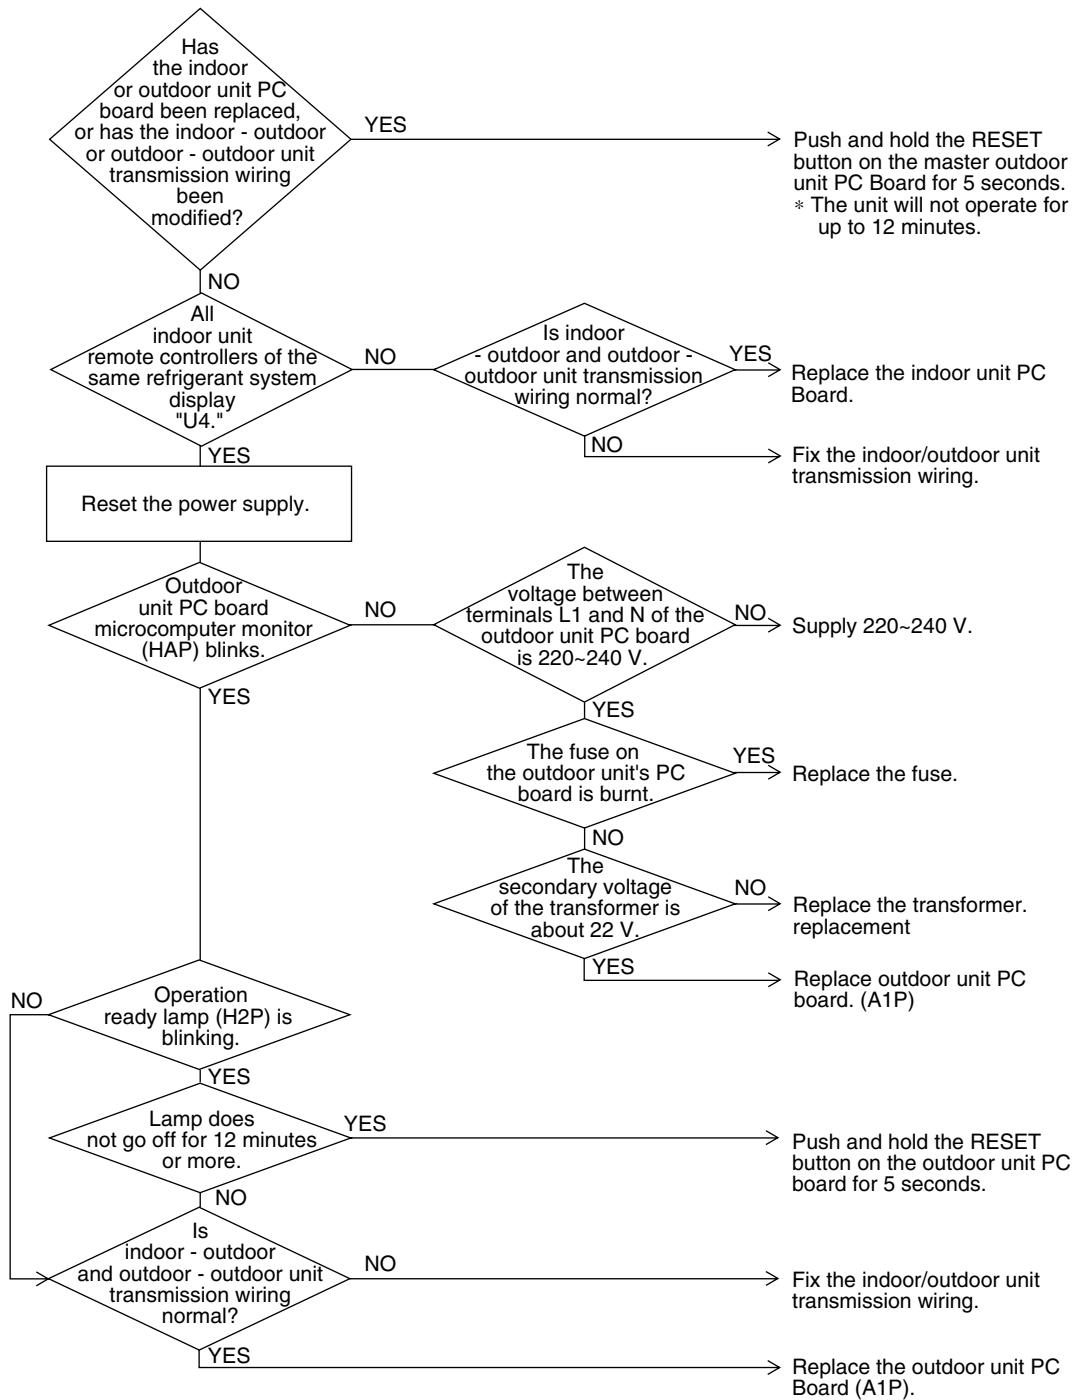 Has
the indoor
or outdoor unit PC
board been replaced,
or has the indoor - outdoor
or outdoor - outdoor unit
transmission wiring
been
modified?
YES
Push and hold the RESET
button on the master outdoor
unit PC Board for 5 seconds.
* The unit will not operate for
up to 12 minutes.
NO
All
indoor unit
remote controllers of the
same refrigerant system
display
"U4."
NO
Is indoor
- outdoor and outdoor -
outdoor unit transmission
wiring normal?
YES
Replace the indoor unit PC
Board.
NO
Fix the indoor/outdoor unit
transmission wiring.
YES
Reset the power supply.
Outdoor
unit PC board
microcomputer monitor
(HAP) blinks.
NO
The
voltage between
terminals L1 and N of the
outdoor unit PC board
is 220~240 V.
NO
Supply 220~240 V.
YES
YES
The fuse on
the outdoor unit's PC
board is burnt.
YES
Replace the fuse.
NO
The
secondary voltage
of the transformer is
about 22 V.
NO
Replace the transformer.
replacement
YES
Replace outdoor unit PC
board. (A1P)
NO
Operation
ready lamp (H2P) is
blinking.
YES
Lamp does
not go off for 12 minutes
or more.
YES
Push and hold the RESET
button on the outdoor unit PC
board for 5 seconds.
NO
Is
indoor - outdoor
and outdoor - outdoor unit
transmission wiring
normal?
NO
Fix the indoor/outdoor unit
transmission wiring.
YES
Replace the outdoor unit PC
Board (A1P).